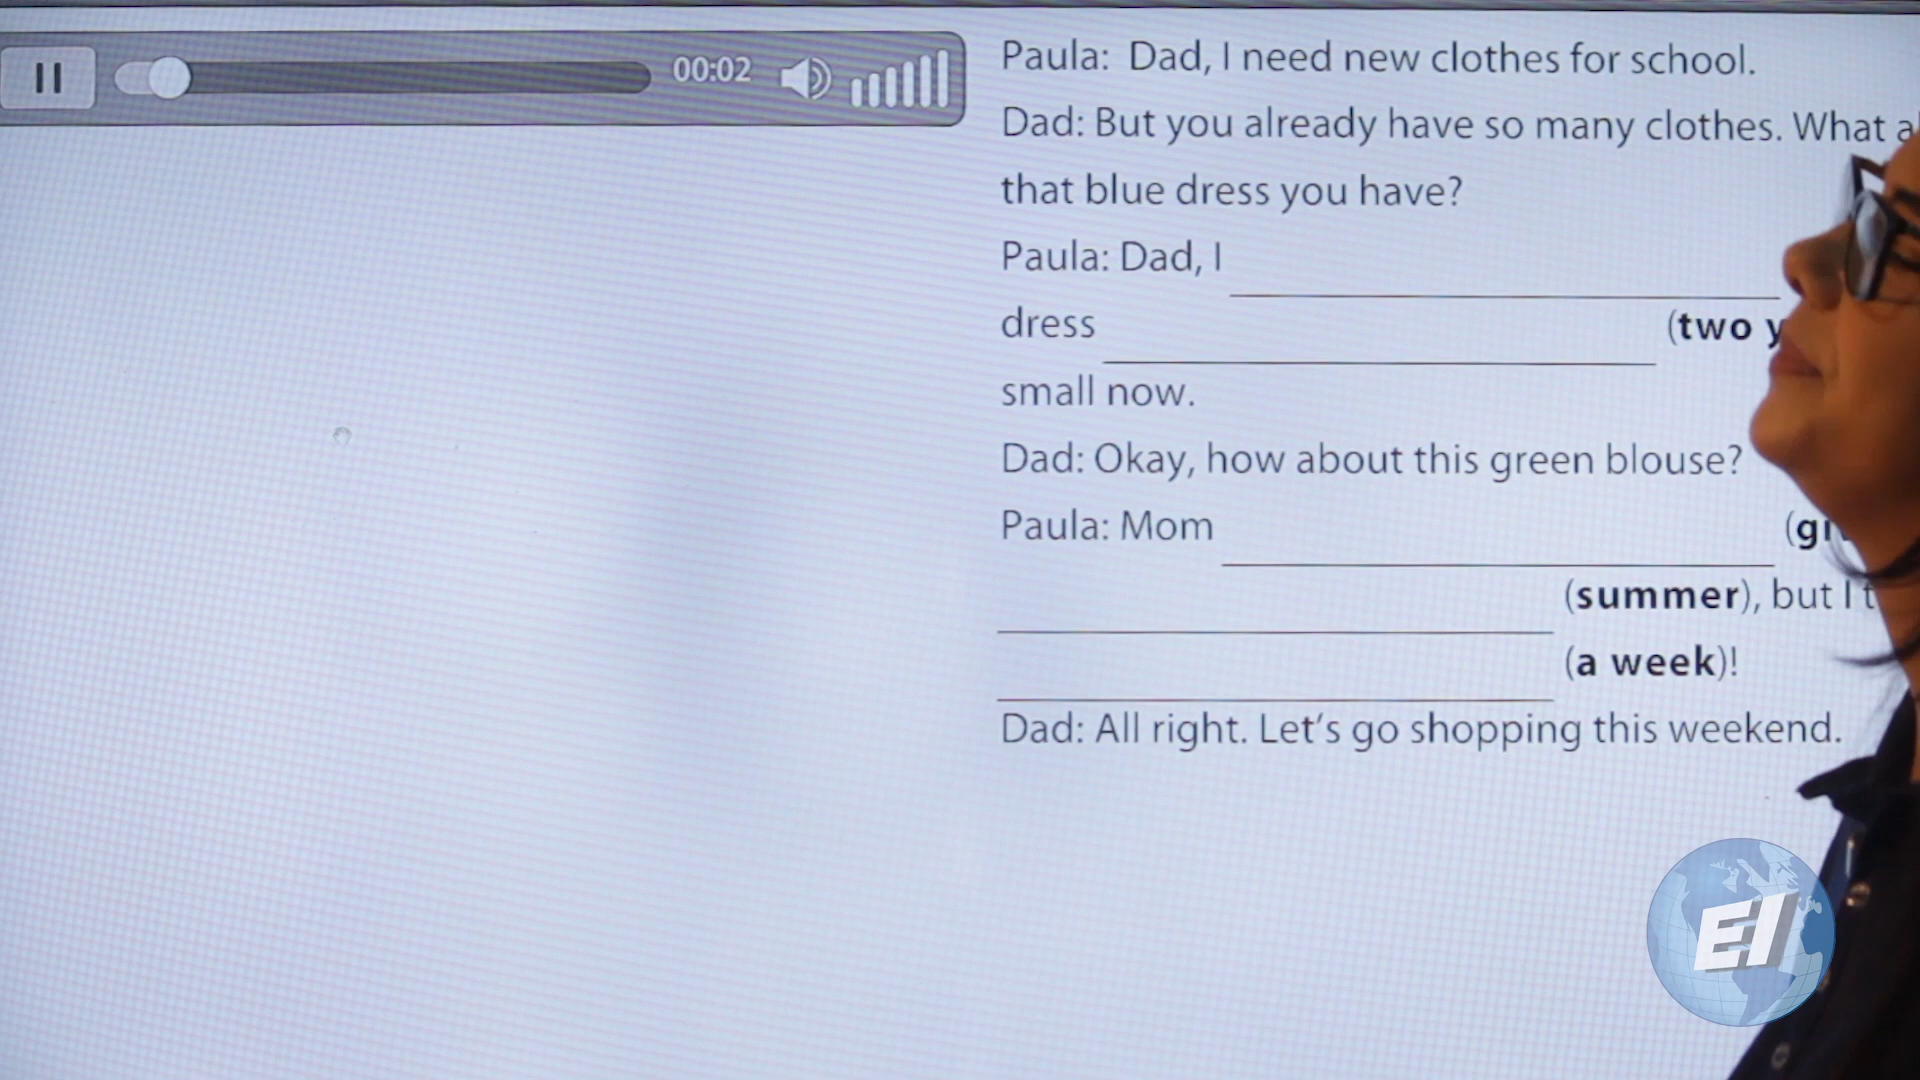 00:02
Paula: Dad, I need new clothes for school.
Dad: But you already have so many clothes. What
that blue dress you have?
Paula: Dad, I
dress (two
small now.
Dad: Okay, how about this green blouse?
Paula: Mom
(summer), but I
(a week)!
Dad: All right. Let's go shopping this weekend.
EI